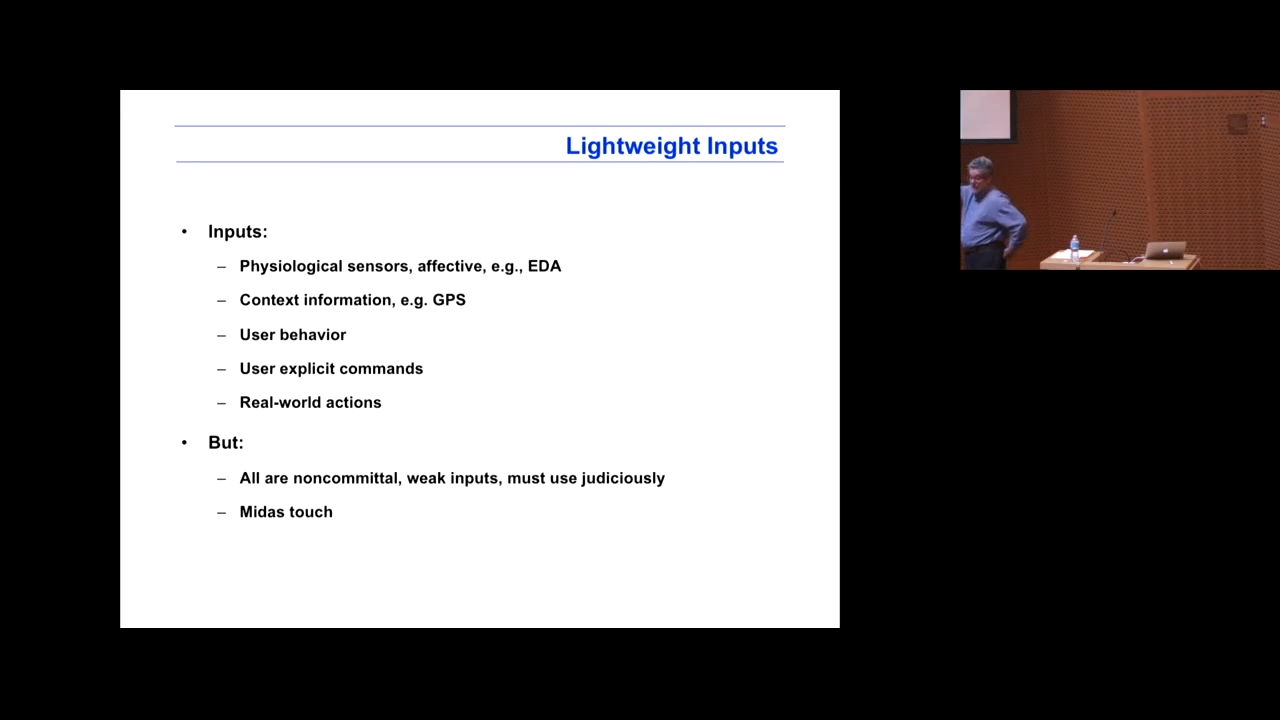 Lightweight Inputs
• Inputs:
– Physiological sensors, affective, e.g., EDA
– Context information, e.g. GPS
– User behavior
– User explicit commands
– Real-world actions
• But:
– All are noncommittal, weak inputs, must use judiciously
– Midas touch